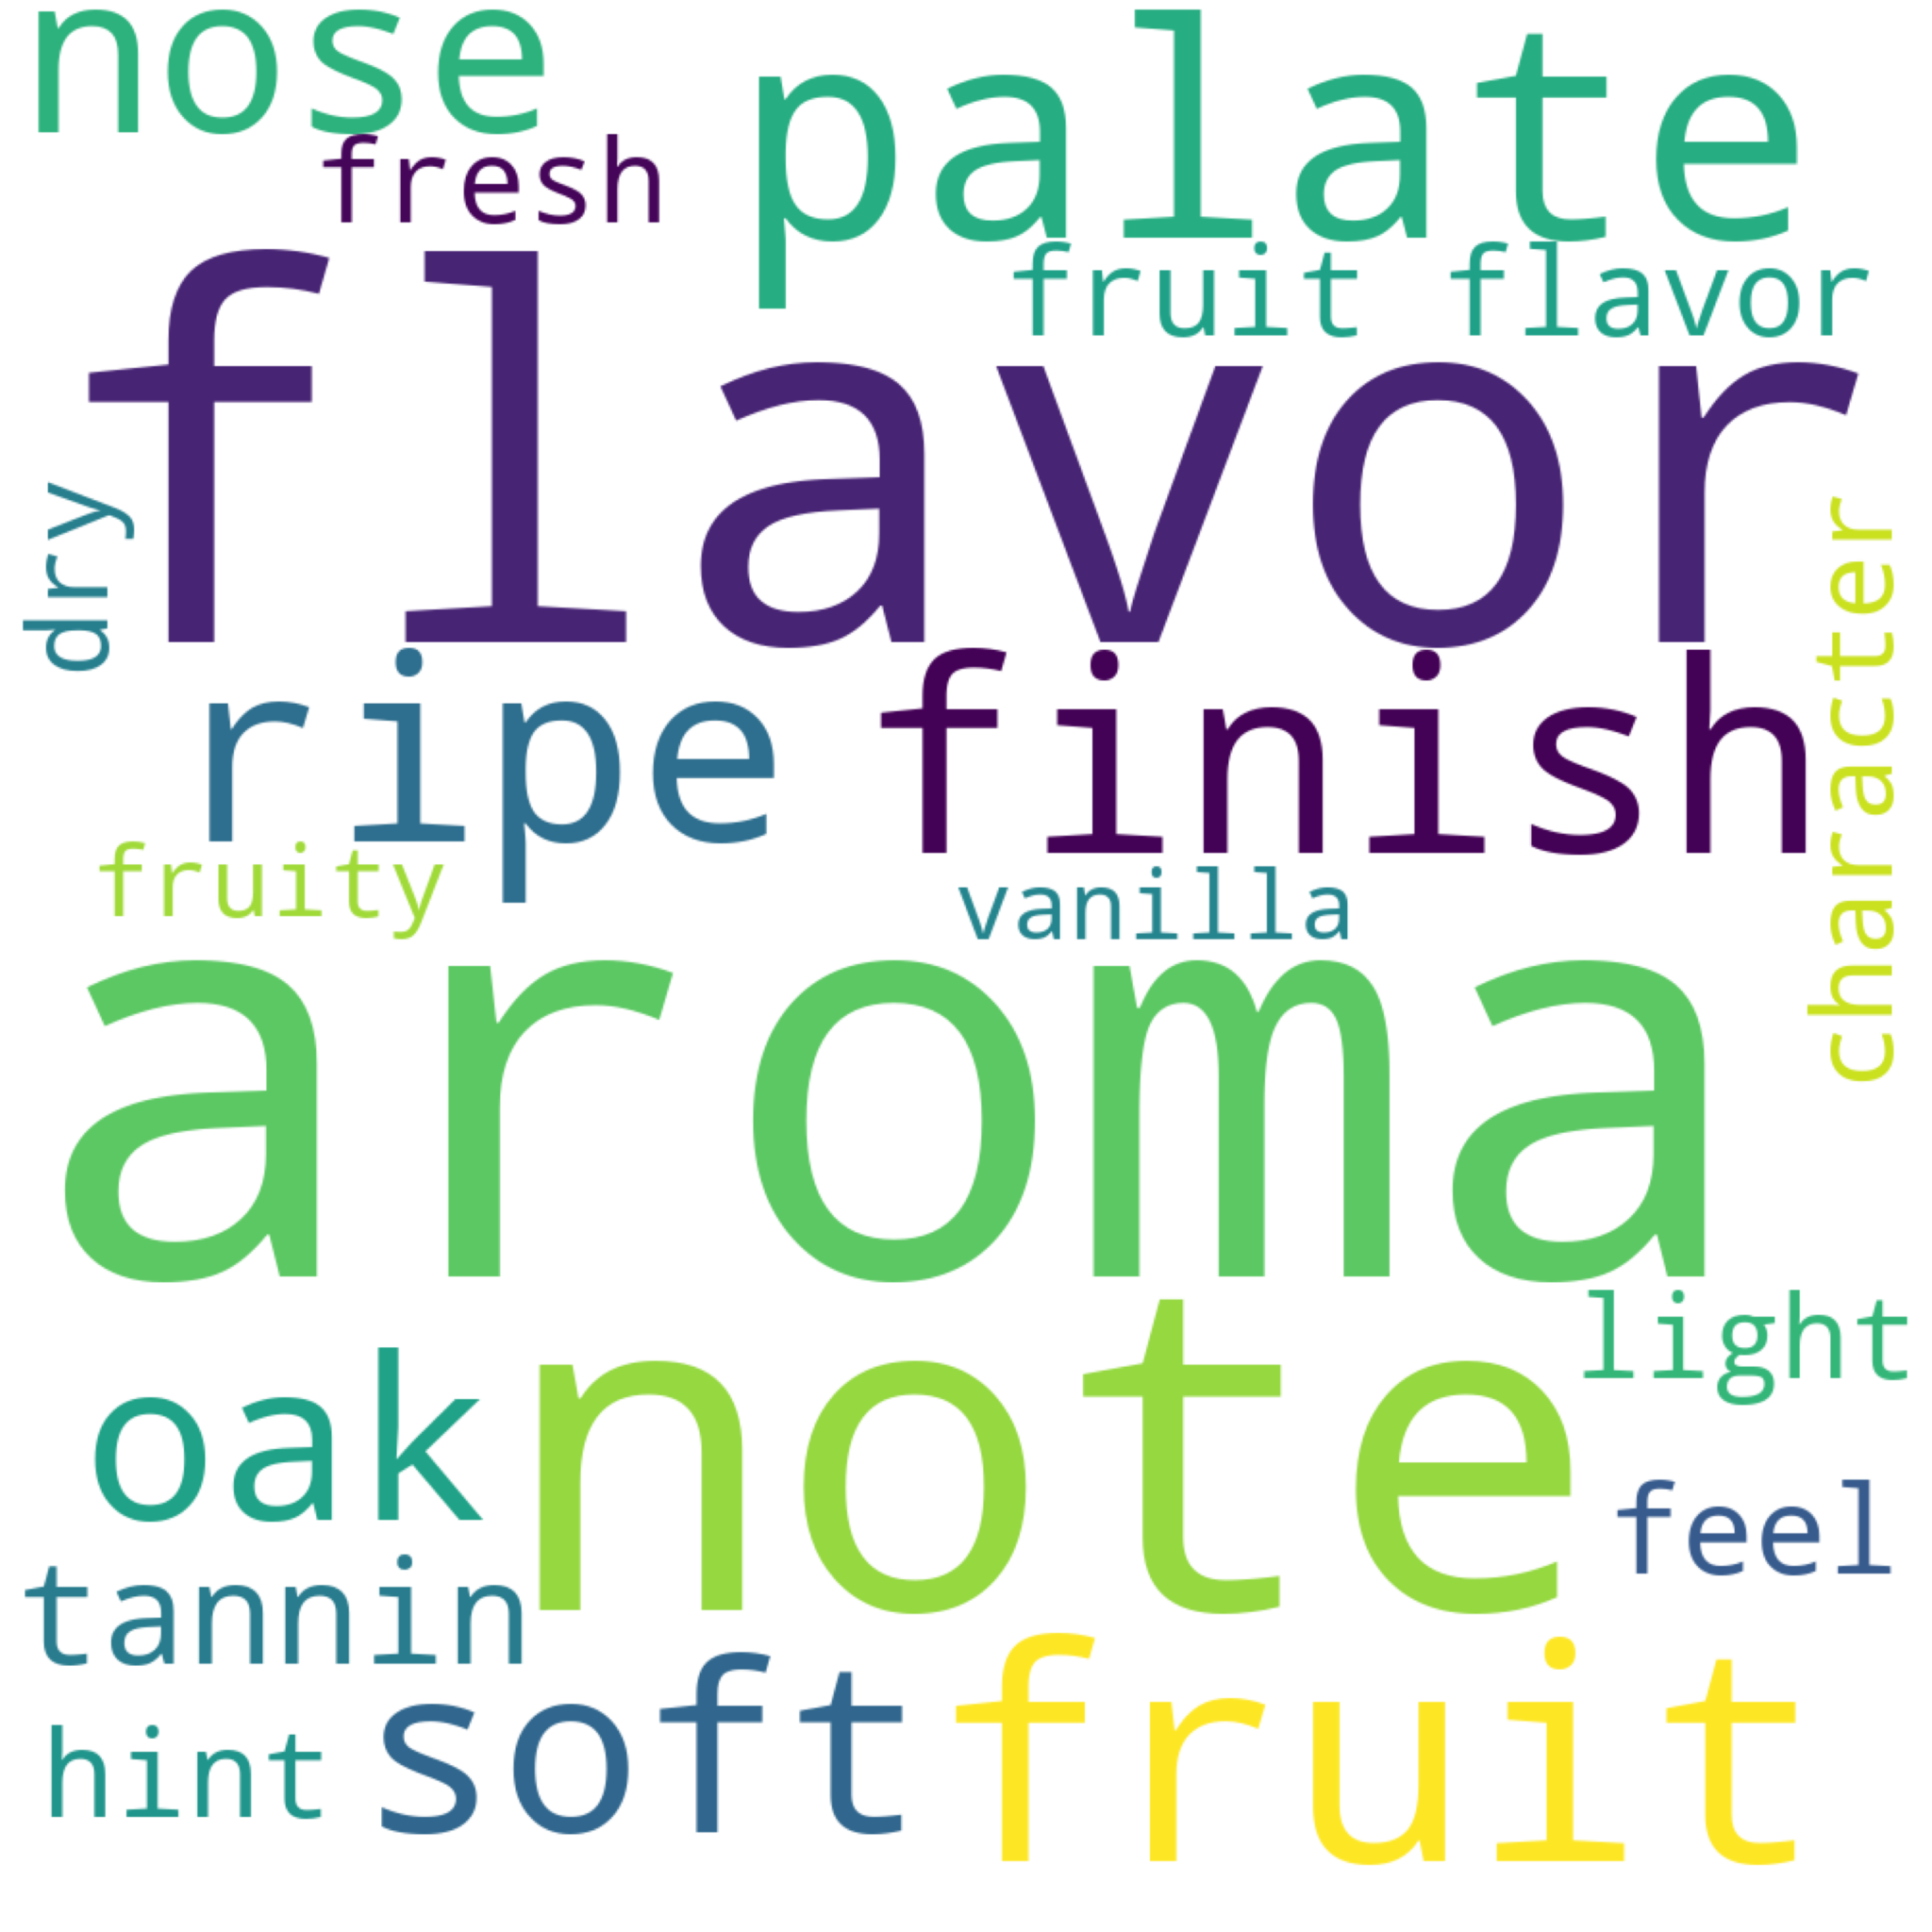 nose
palate
fresh
fruit flavor
flavor
dry
character
ripe
finish
fruity
vanilla
aroma
light
oak
note
feel
tannin
soft
fruit
hint